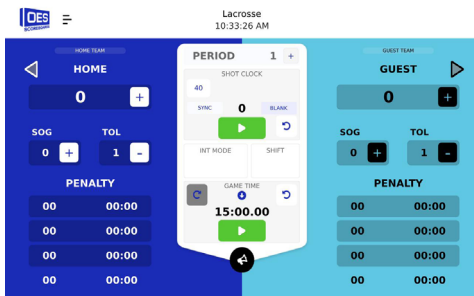 OES
SCOREBOARDS
Lacrosse
10:33:26 AM
HOME TEAM
HOME
0 +
SOG TOL
0 + 1 -
PENALTY
00 00:00
00 00:00
00 00:00
00 00:00
PERIOD 1 +
SHOT CLOCK
40
SYNC 0 BLANK
INT MODE SHIFT
GAME TIME
15:00.00
GUEST TEAM
GUEST
0 +
SOG TOL
0 + 1 -
PENALTY
00 00:00
00 00:00
00 00:00
00 00:00